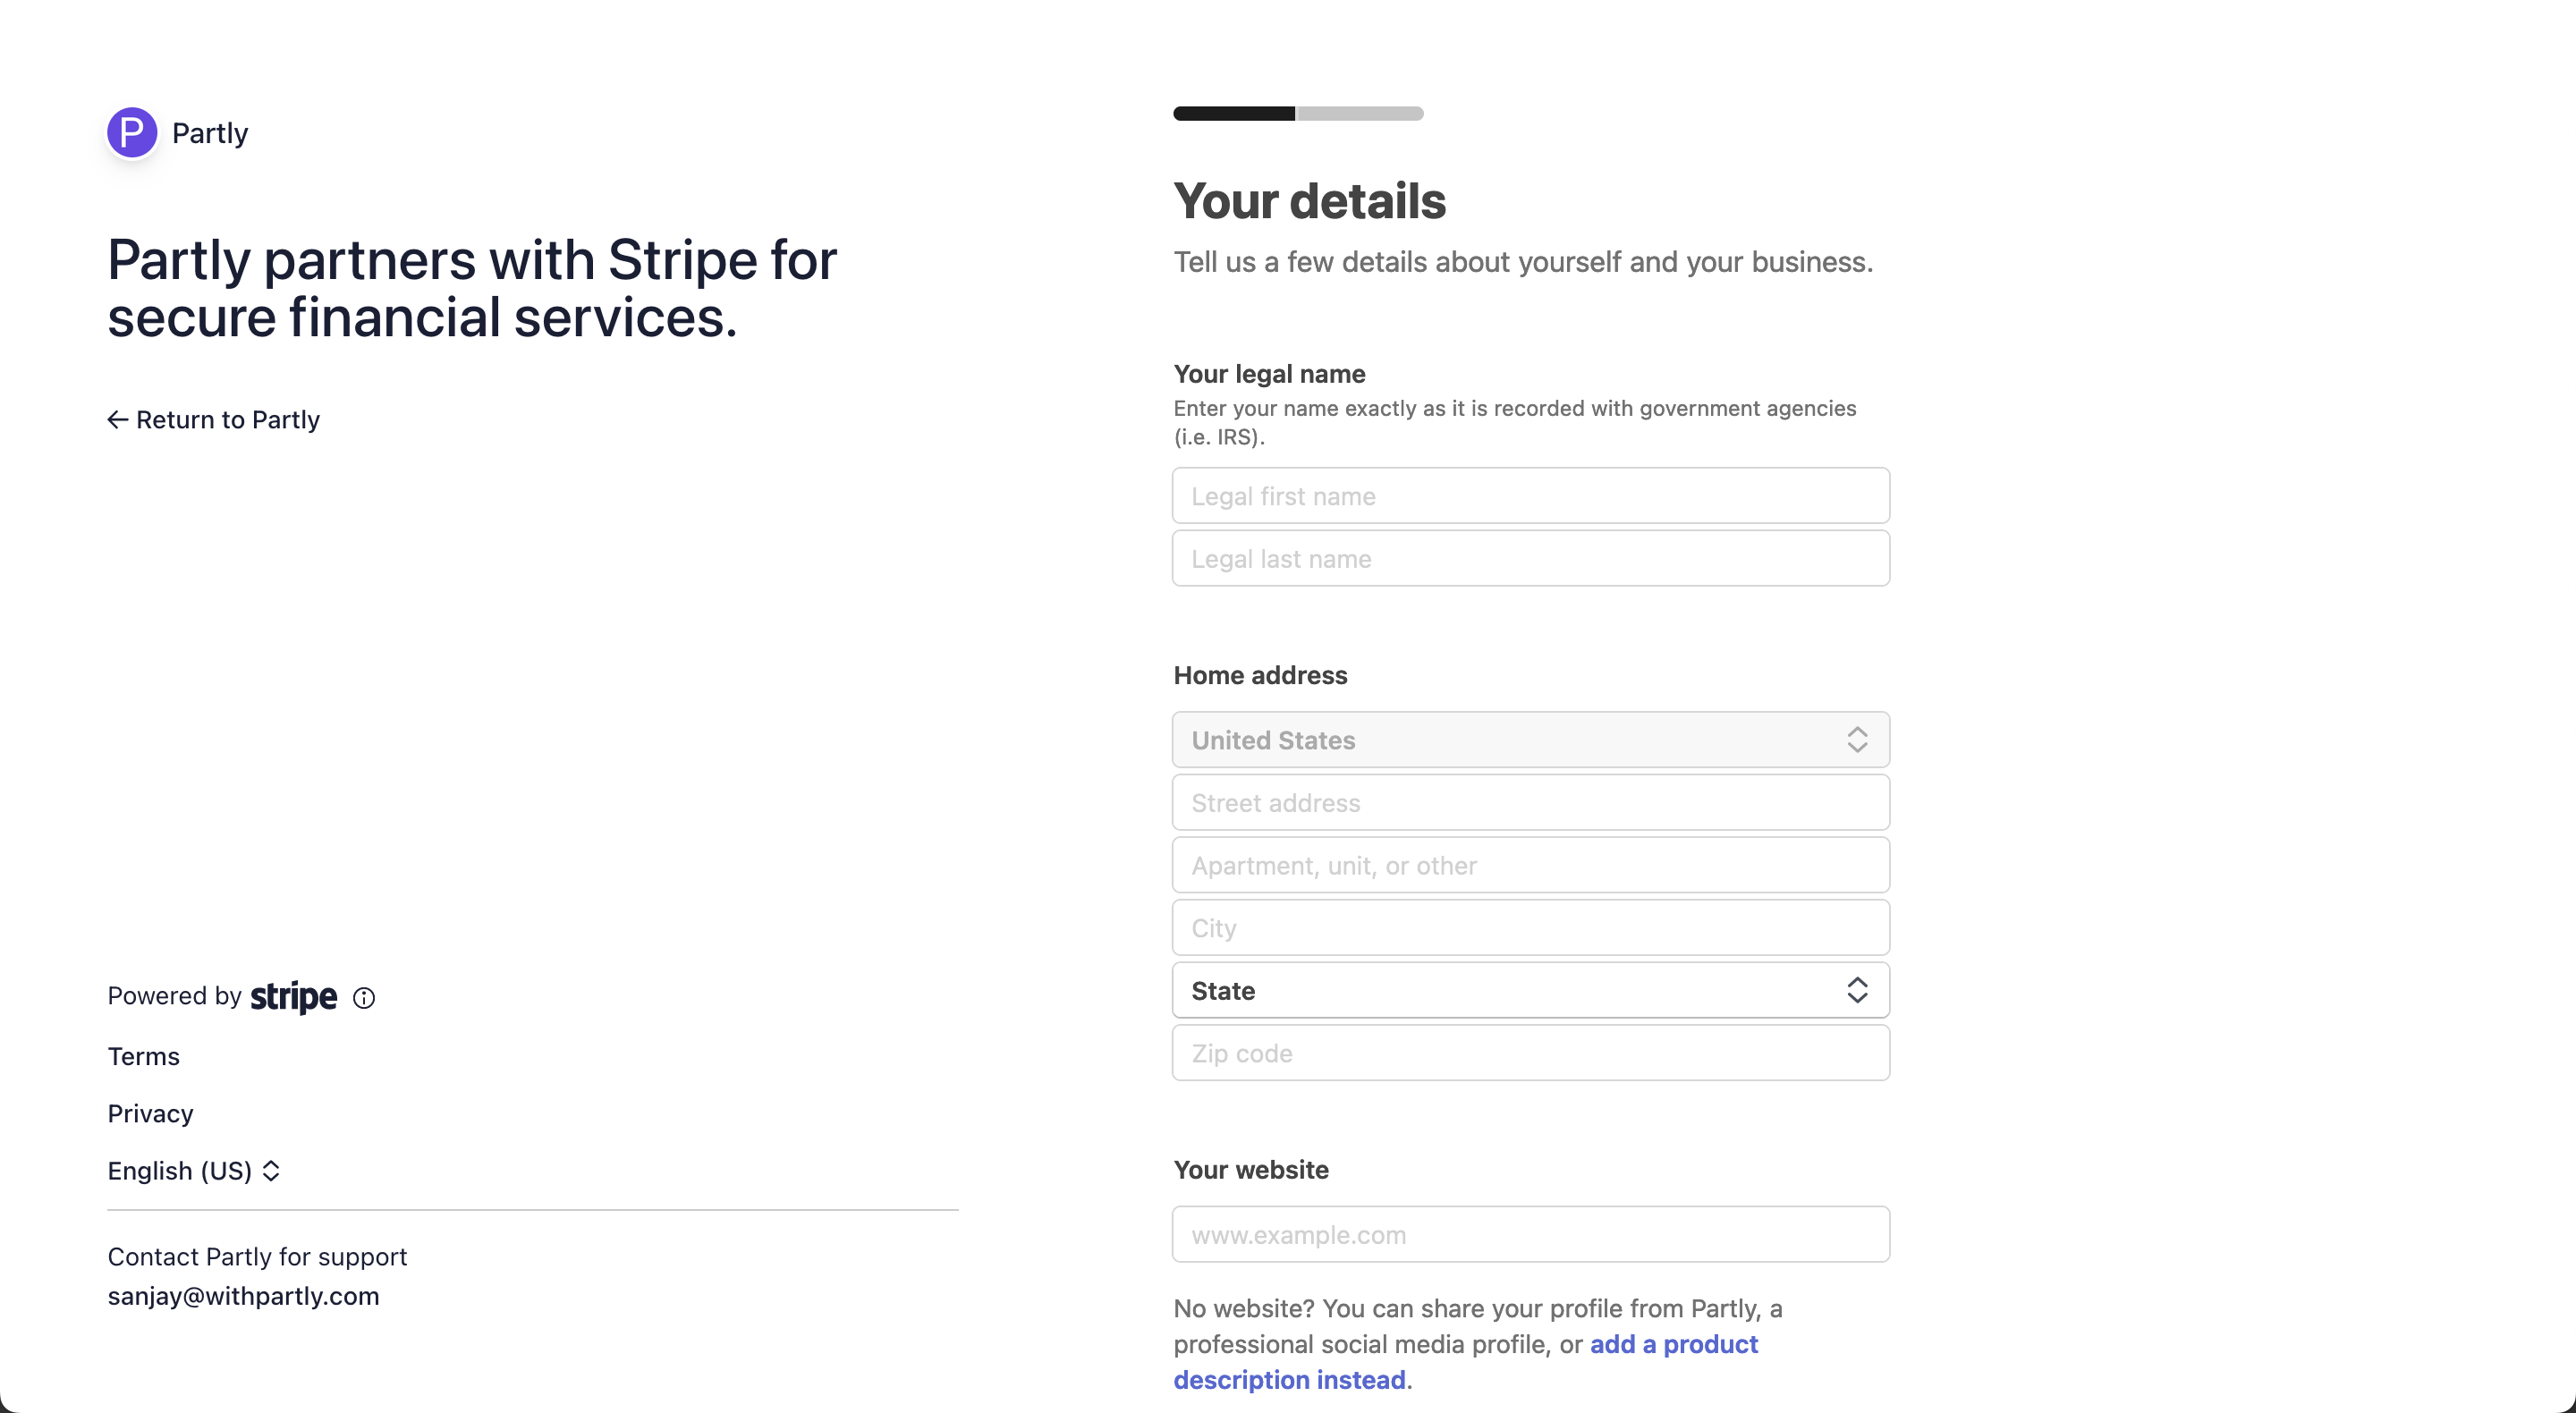 P Partly
Partly partners with Stripe for
secure financial services.
← Return to Partly
Powered by stripe
Terms
Privacy
English (US)
Contact Partly for support
sanjay@withpartly.com
Your details
Tell us a few details about yourself and your business.
Your legal name
Enter your name exactly as it is recorded with government agencies
(i.e. IRS).
Legal first name
Legal last name
Home address
United States
Street address
Apartment, unit, or other
City
State
Zip code
Your website
www.example.com
No website? You can share your profile from Partly, a
professional social media profile, or add a product
description instead.